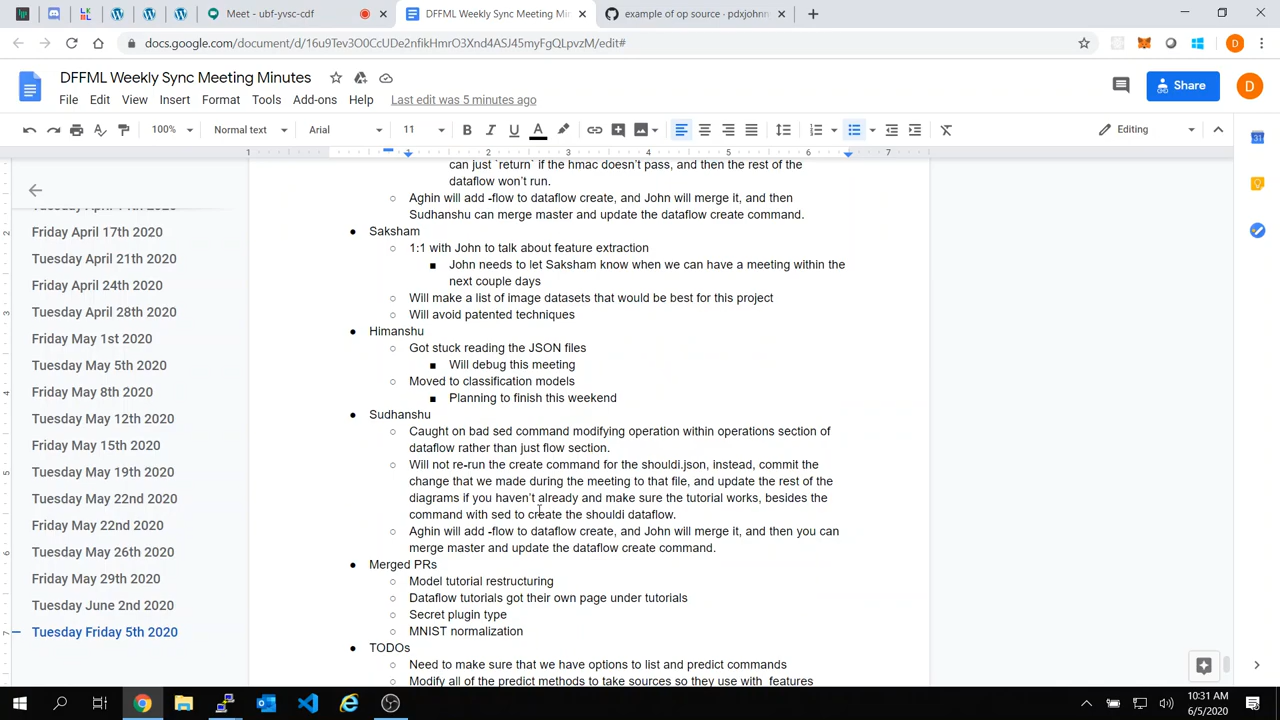 Meet - ubf-yvsc-cdf
DFFML Weekly Sync Meeting Min
example of op source · pdxjohnn
docs.google.com/document/d/16u9Tev3O0CcUDe2nfikHmrO3Xnd4ASJ45myFgQLpvzM/edit#
D
DFFML Weekly Sync Meeting Minutes
File Edit View Insert Format Tools Add-ons Help Last edit was 5 minutes ago
Share
D
100% Normal text Arial 11 B I U A Editing
1 1 2 3 4 5 6 7
can just `return` if the hmac doesn't pass, and then the rest of the
dataflow won't run.
Aghin will add -flow to dataflow create, and John will merge it, and then
Sudhanshu can merge master and update the dataflow create command.
Saksham
1:1 with John to talk about feature extraction
John needs to let Saksham know when we can have a meeting within the
next couple days
Will make a list of image datasets that would be best for this project
Will avoid patented techniques
Himanshu
Got stuck reading the JSON files
Will debug this meeting
Moved to classification models
Planning to finish this weekend
Sudhanshu
Caught on bad sed command modifying operation within operations section of
dataflow rather than just flow section.
Will not re-run the create command for the shouldi.json, instead, commit the
change that we made during the meeting to that file, and update the rest of the
diagrams if you haven't already and make sure the tutorial works, besides the
command with sed to create the shouldi dataflow.
Aghin will add -flow to dataflow create, and John will merge it, and then you can
merge master and update the dataflow create command.
Merged PRs
Model tutorial restructuring
Dataflow tutorials got their own page under tutorials
Secret plugin type
MNIST normalization
TODOs
Need to make sure that we have options to list and predict commands
Modify all of the predict methods to take sources so they use with_features
Friday April 17th 2020
Tuesday April 21th 2020
Friday April 24th 2020
Tuesday April 28th 2020
Friday May 1st 2020
Tuesday May 5th 2020
Friday May 8th 2020
Tuesday May 12th 2020
Friday May 15th 2020
Tuesday May 19th 2020
Tuesday May 22nd 2020
Friday May 22nd 2020
Tuesday May 26th 2020
Friday May 29th 2020
Tuesday June 2nd 2020
Tuesday Friday 5th 2020
10:31 AM
6/5/2020